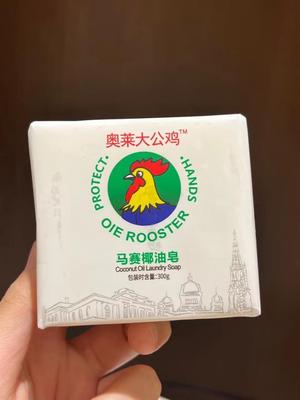 奥莱大公鸡™
PROTECT · HANDS
OIE ROOSTER
马赛椰油皂
Coconut Oil Laundry Soap
包装时含量:300g